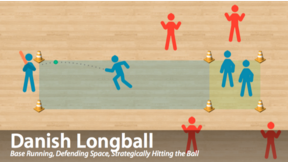 Danish Longball
Base Running, Defending Space, Strategically Hitting the Ball